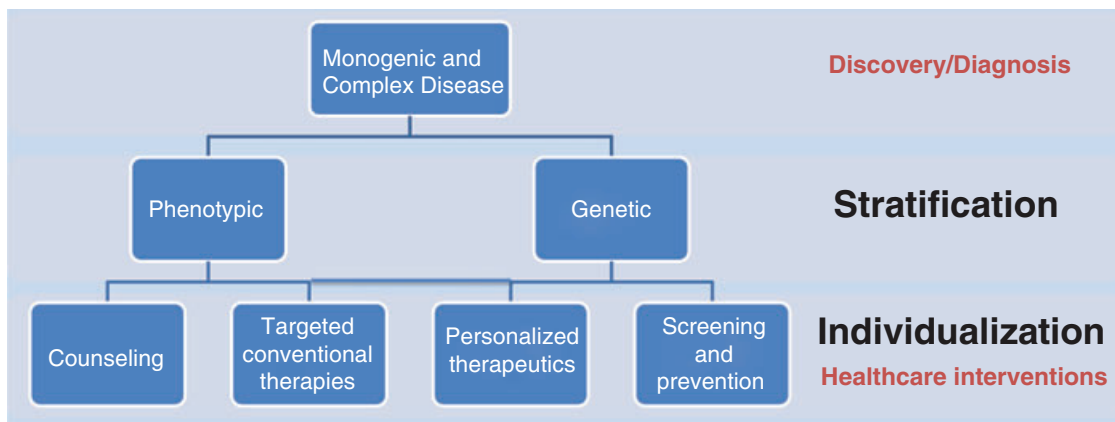 Monogenic and
Complex Disease
Discovery/Diagnosis
Phenotypic
Genetic
Stratification
Counseling
Targeted
conventional
therapies
Personalized
therapeutics
Screening
and
prevention
Individualization
Healthcare interventions